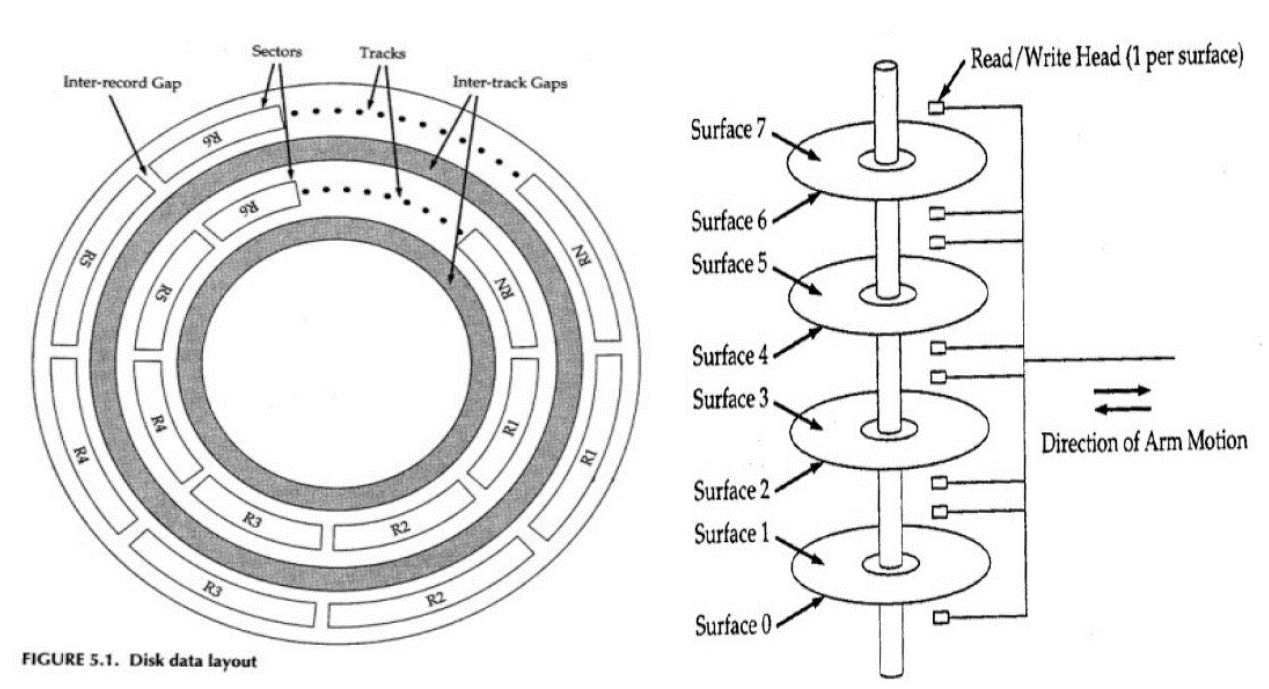 Sectors
Tracks
Inter-record Gap
Inter-track Gaps
R6
R5
R4
R3
R2
R1
RN
R6
R5
R4
R3
R2
R1
RN
FIGURE 5.1. Disk data layout
Read/Write Head (1 per surface)
Surface 7
Surface 6
Surface 5
Surface 4
Surface 3
Surface 2
Surface 1
Surface 0
Direction of Arm Motion